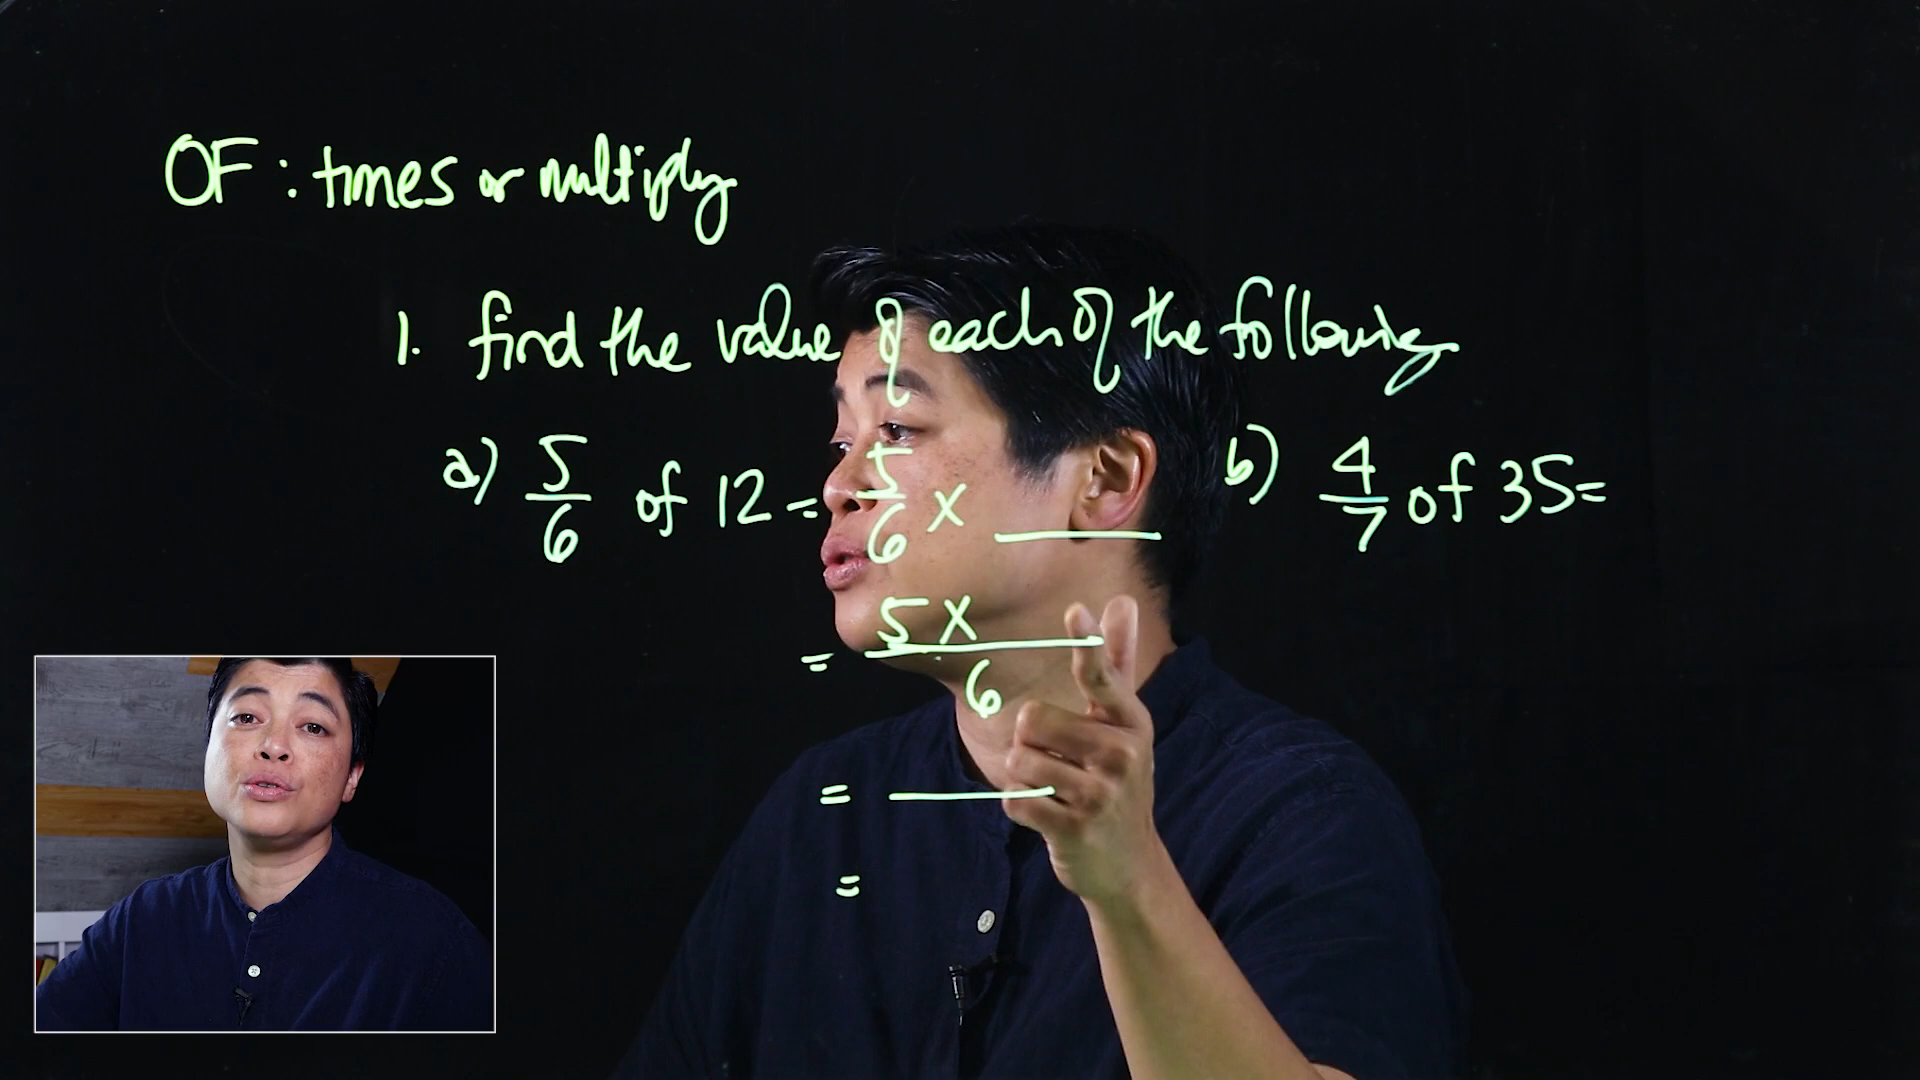 OF : times or multiply
1. find the value of each of the following
a) 5/6 of 12 = 5/6 × ____
= 5 × /6
= ____
=
b) 4/7 of 35 =